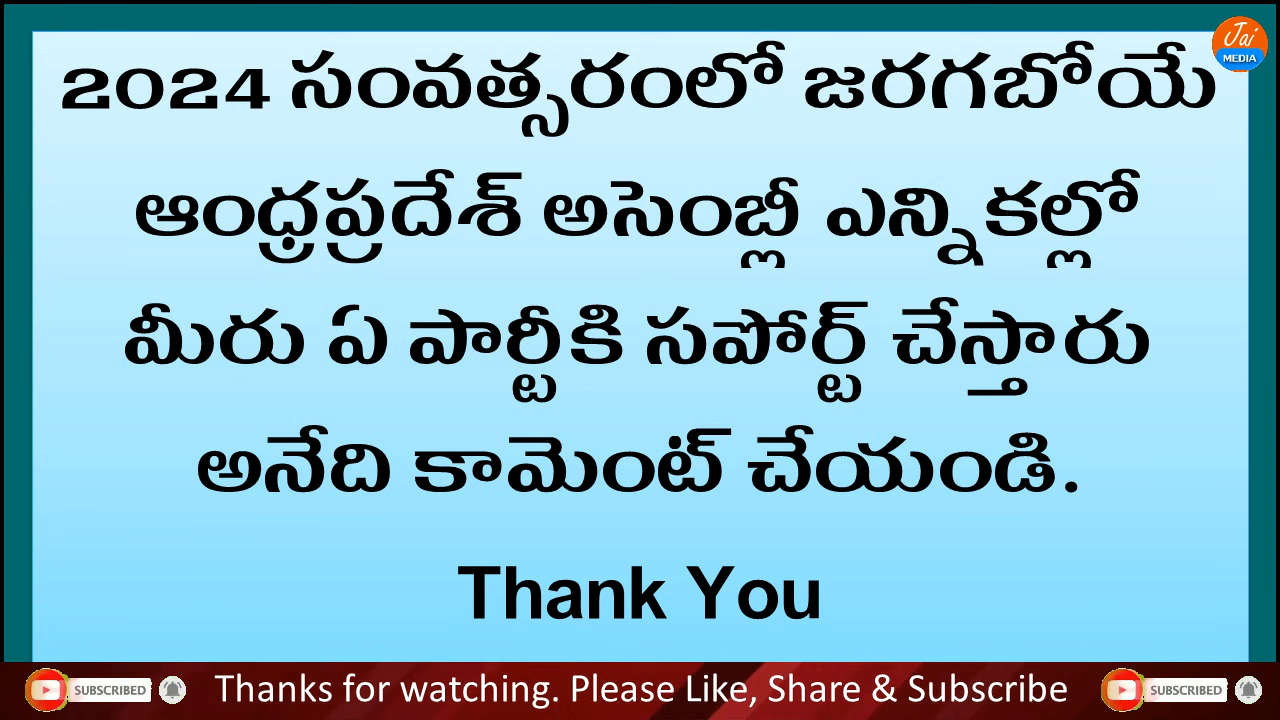 Jai
MEDIA
2024 సంవత్సరంలో జరగబోయే
ఆంధ్రప్రదేశ్ అసెంబ్లీ ఎన్నికల్లో
మీరు ఏ పార్టీకి సపోర్ట్ చేస్తారు
అనేది కామెంట్ చేయండి.
Thank You
SUBSCRIBED Thanks for watching. Please Like, Share & Subscribe SUBSCRIBED